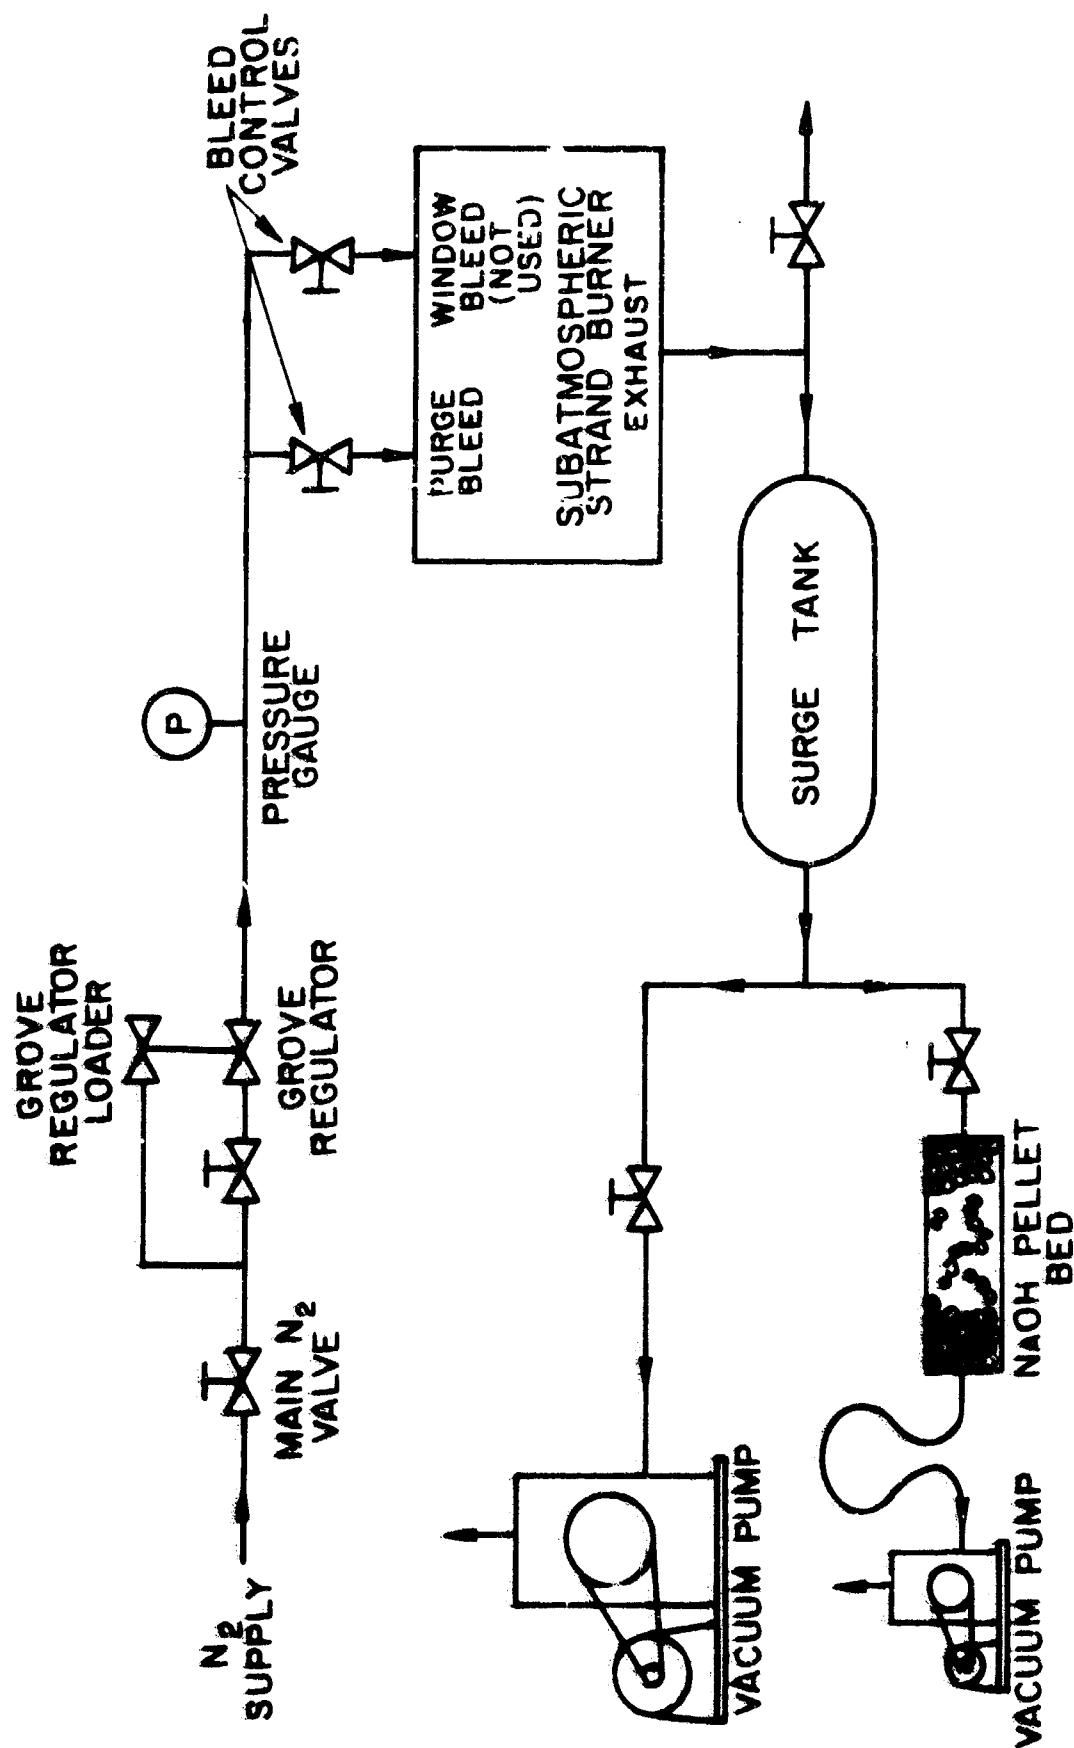 N2
SUPPLY
MAIN N2
VALVE
GROVE
REGULATOR
LOADER
GROVE
REGULATOR
P
PRESSURE
GAUGE
BLEED
CONTROL
VALVES
PURGE
BLEED
WINDOW
BLEED
(NOT
USED)
SUBATMOSPHERIC
STRAND BURNER
EXHAUST
SURGE TANK
VACUUM PUMP
NAOH PELLET
BED
VACUUM PUMP